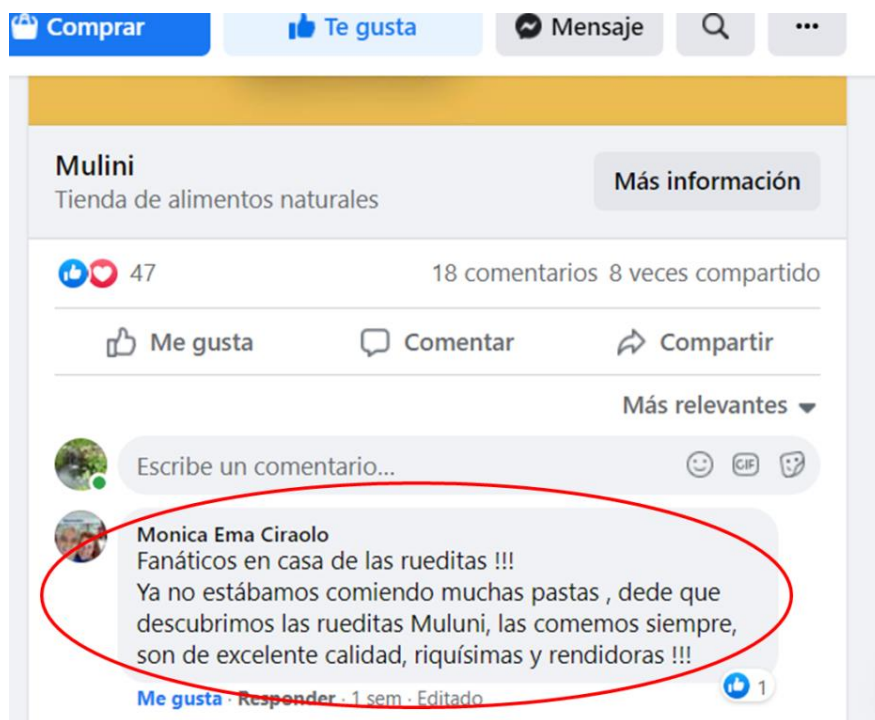 Comprar Te gusta Mensaje
Mulini
Tienda de alimentos naturales
Más información
47 18 comentarios 8 veces compartido
Me gusta Comentar Compartir
Más relevantes
Escribe un comentario... GIF
Monica Ema Ciraolo
Fanáticos en casa de las rueditas !!!
Ya no estábamos comiendo muchas pastas , dede que
descubrimos las rueditas Muluni, las comemos siempre,
son de excelente calidad, riquísimas y rendidoras !!!
Me gusta · Responder · 1 sem · Editado 1